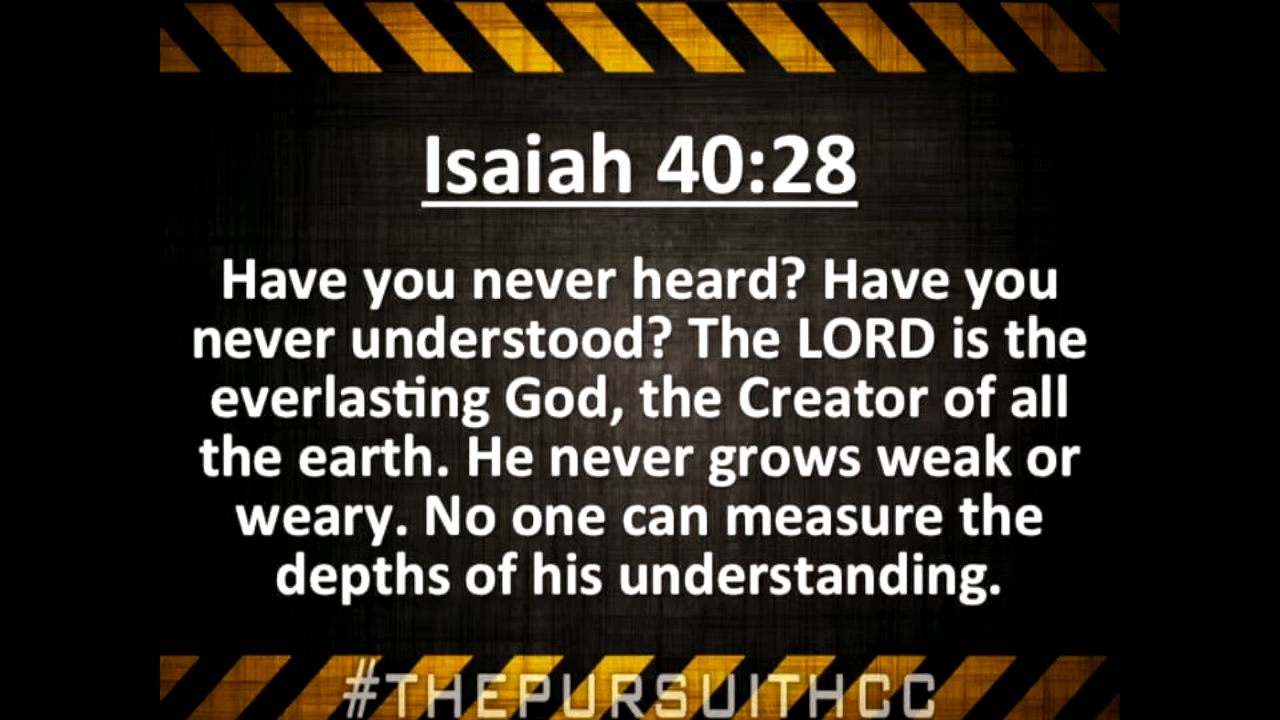 Isaiah 40:28
Have you never heard? Have you
never understood? The LORD is the
everlasting God, the Creator of all
the earth. He never grows weak or
weary. No one can measure the
depths of his understanding.
#THEPURSUITHCC